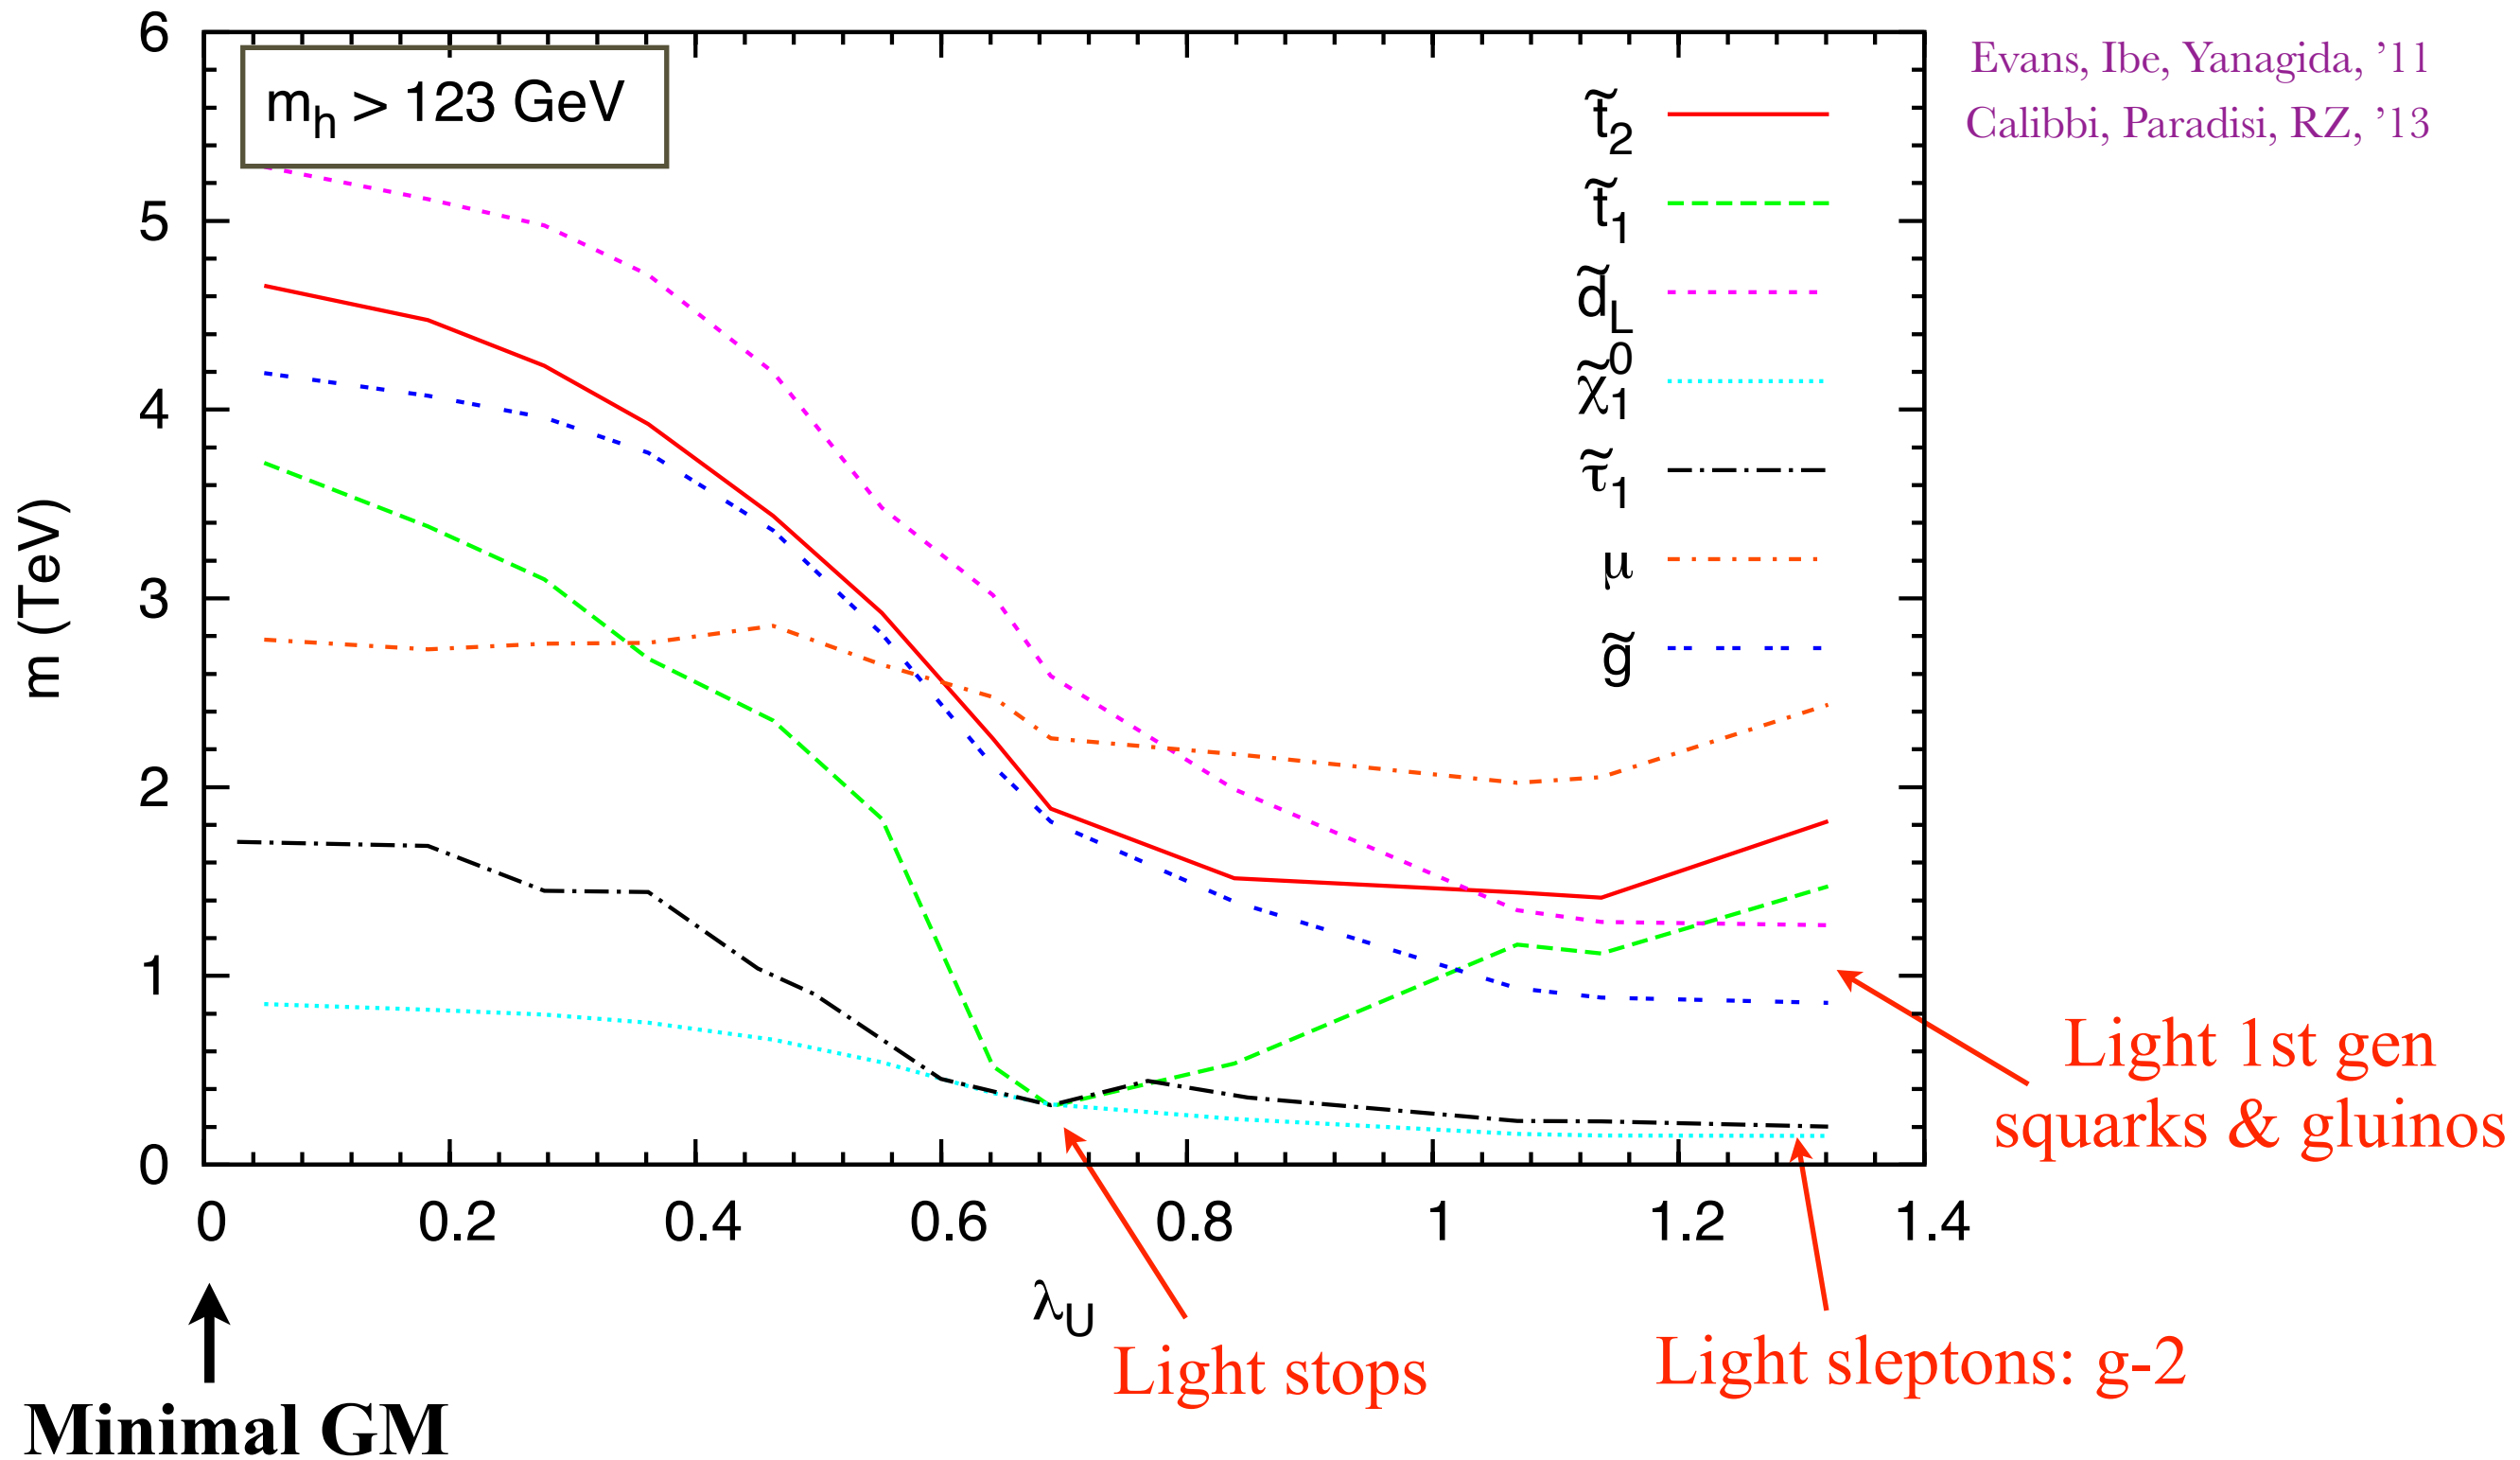 6
5
4
3
2
1
0
m (TeV)
m_h > 123 GeV
t̃_2
t̃_1
d̃_L
χ̃_1^0
τ̃_1
μ
g̃
Evans, Ibe, Yanagida, ’11
Calibbi, Paradisi, RZ, ’13
Light 1st gen
squarks & gluinos
0 0.2 0.4 0.6 0.8 1 1.2 1.4
λ_U
Light stops
Light sleptons: g-2
Minimal GM